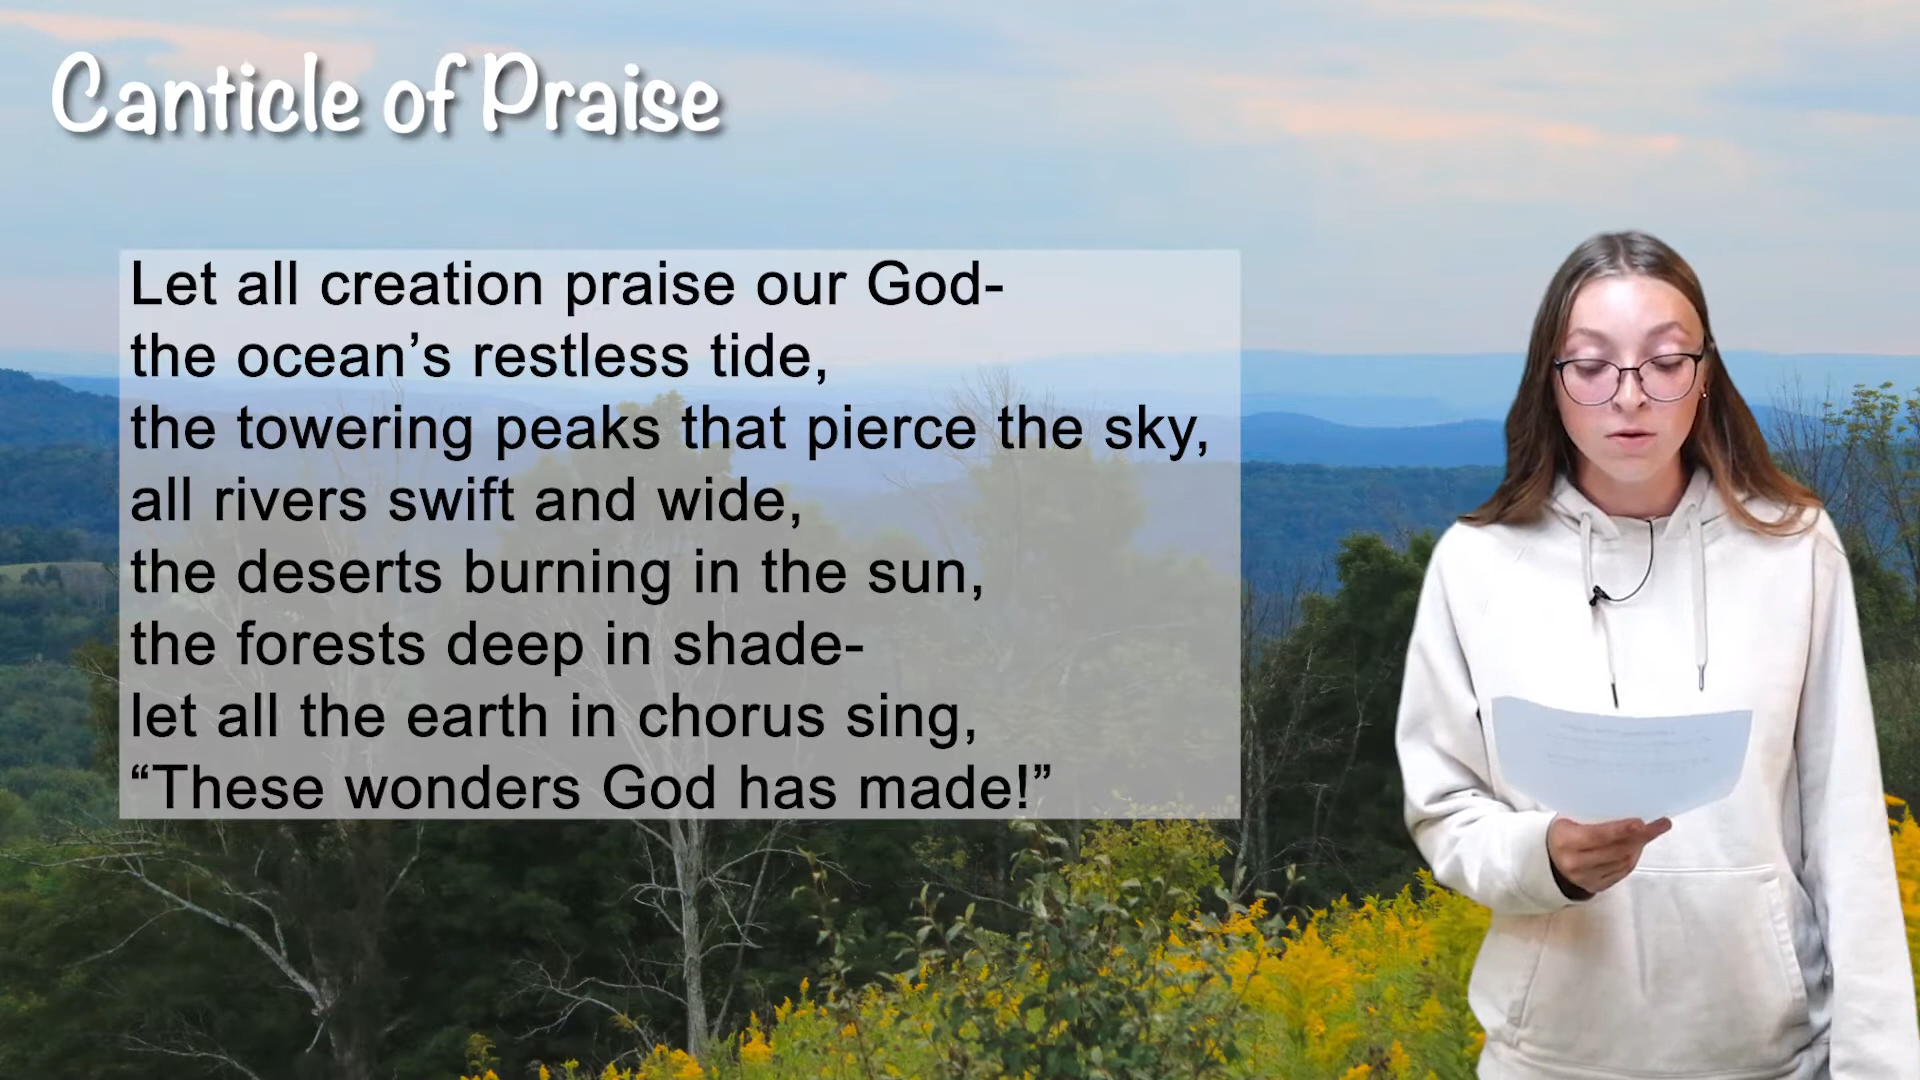 Canticle of Praise
Let all creation praise our God-
the ocean’s restless tide,
the towering peaks that pierce the sky,
all rivers swift and wide,
the deserts burning in the sun,
the forests deep in shade-
let all the earth in chorus sing,
“These wonders God has made!”